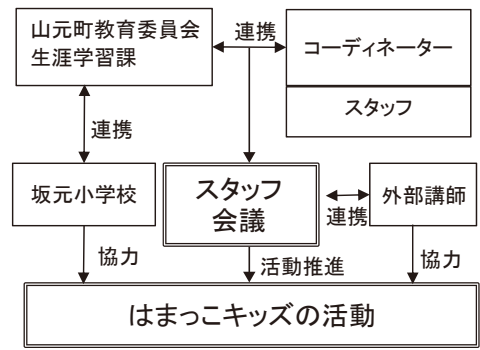 山元町教育委員会
生涯学習課
連携
コーディネーター
スタッフ
連携
坂元小学校
スタッフ
会議
連携
外部講師
協力
活動推進
協力
はまっこキッズの活動